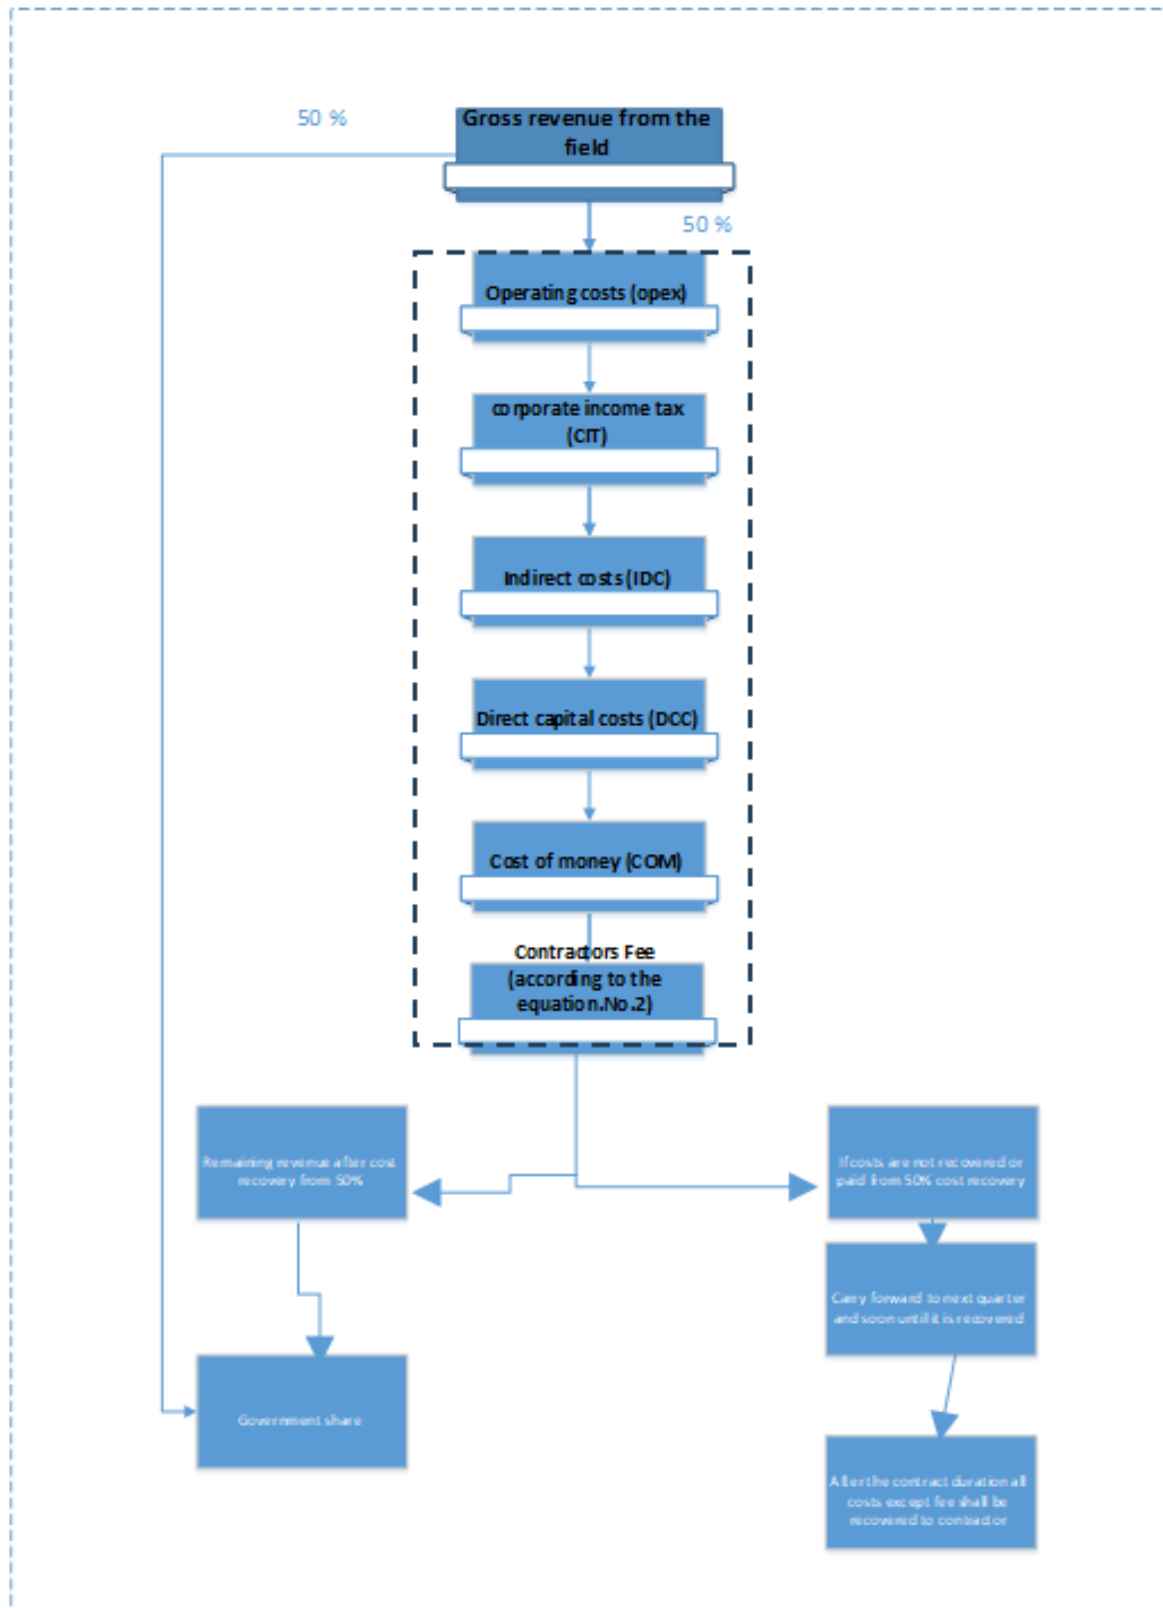 50 %
Gross revenue from the
field
50 %
Operating costs (opex)
corporate income tax
(CIT)
Indirect costs (IDC)
Direct capital costs (DCC)
Cost of money (COM)
Contractors Fee
(according to the
equation.No.2)
Remaining revenue after cost
recovery from 50%
If costs are not recovered or
paid from 50% cost recovery
Carry forward to next quarter
and soon until it is recovered
Government share
After the contract duration all
costs except fee shall be
recovered to contractor